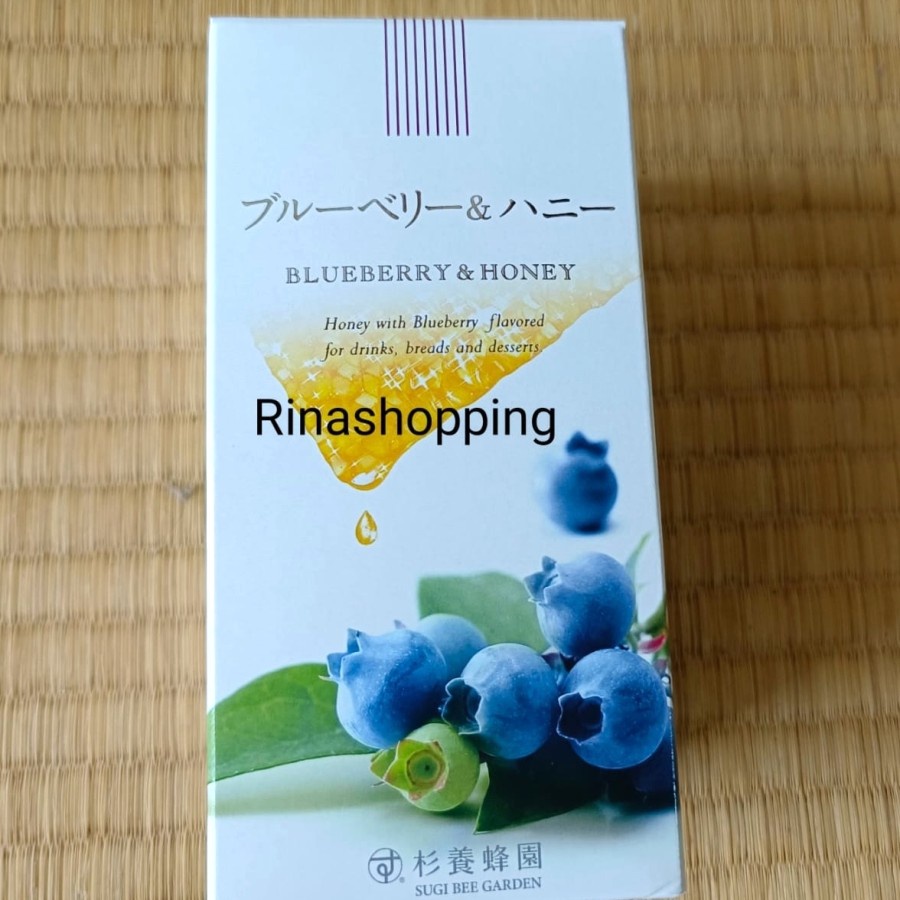 ブルーベリー&ハニー
BLUEBERRY & HONEY
Honey with Blueberry flavored
for drinks, breads and desserts.
Rinashopping
杉養蜂園
SUGI BEE GARDEN